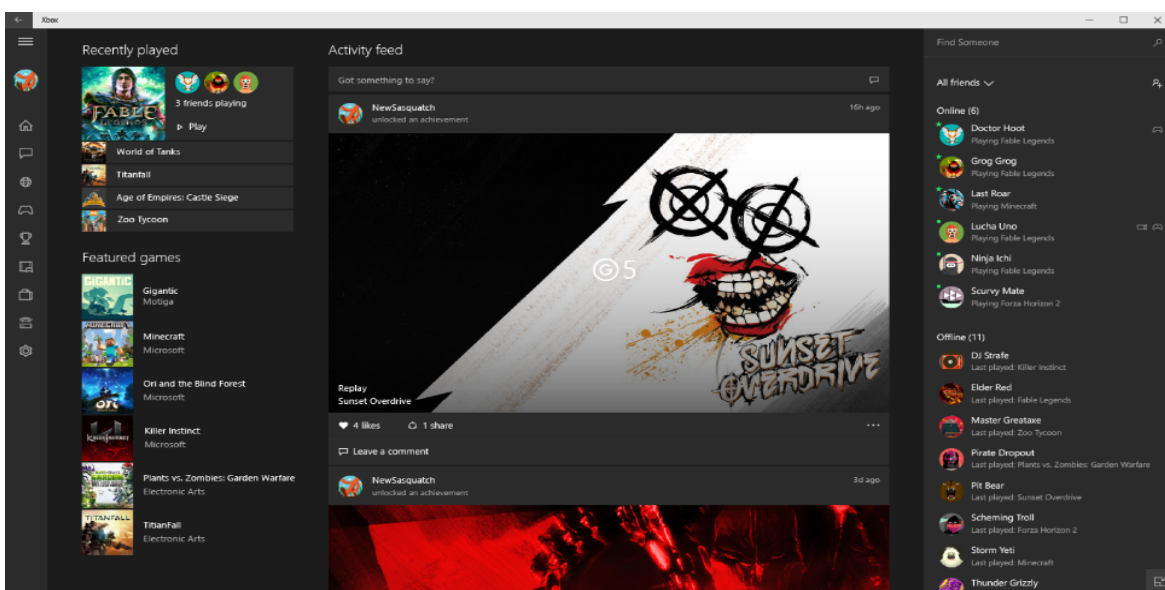 Xbox
Recently played
FABLE
LEGENDS
3 friends playing
Play
World of Tanks
Titanfall
Age of Empires: Castle Siege
Zoo Tycoon
Featured games
GIGANTIC
Gigantic
Motiga
MINECRAFT
Minecraft
Microsoft
ORI
Ori and the Blind Forest
Microsoft
KILLER INSTINCT
Killer Instinct
Microsoft
Plants vs. Zombies: Garden Warfare
Electronic Arts
TITANFALL
TitianFall
Electronic Arts
Activity feed
Got something to say?
NewSasquatch
16h ago
unlocked an achievement
G 5
SUNSET
OVERDRIVE
Replay
Sunset Overdrive
4 likes
1 share
Leave a comment
NewSasquatch
3d ago
unlocked an achievement
Find Someone
All friends
Online (6)
Doctor Hoot
Playing Fable Legends
Grog Grog
Playing Fable Legends
Last Roar
Playing Minecraft
Lucha Uno
Playing Fable Legends
Ninja Ichi
Playing Fable Legends
Scurvy Mate
Playing Forza Horizon 2
Offline (11)
DJ Strafe
Last played: Killer Instinct
Elder Red
Last played: Fable Legends
Master Greataxe
Last played: Zoo Tycoon
Pirate Dropout
Last played: Plants vs. Zombies: Garden Warfare
Pit Bear
Last played: Sunset Overdrive
Scheming Troll
Last played: Forza Horizon 2
Storm Yeti
Last played: Minecraft
Thunder Grizzly